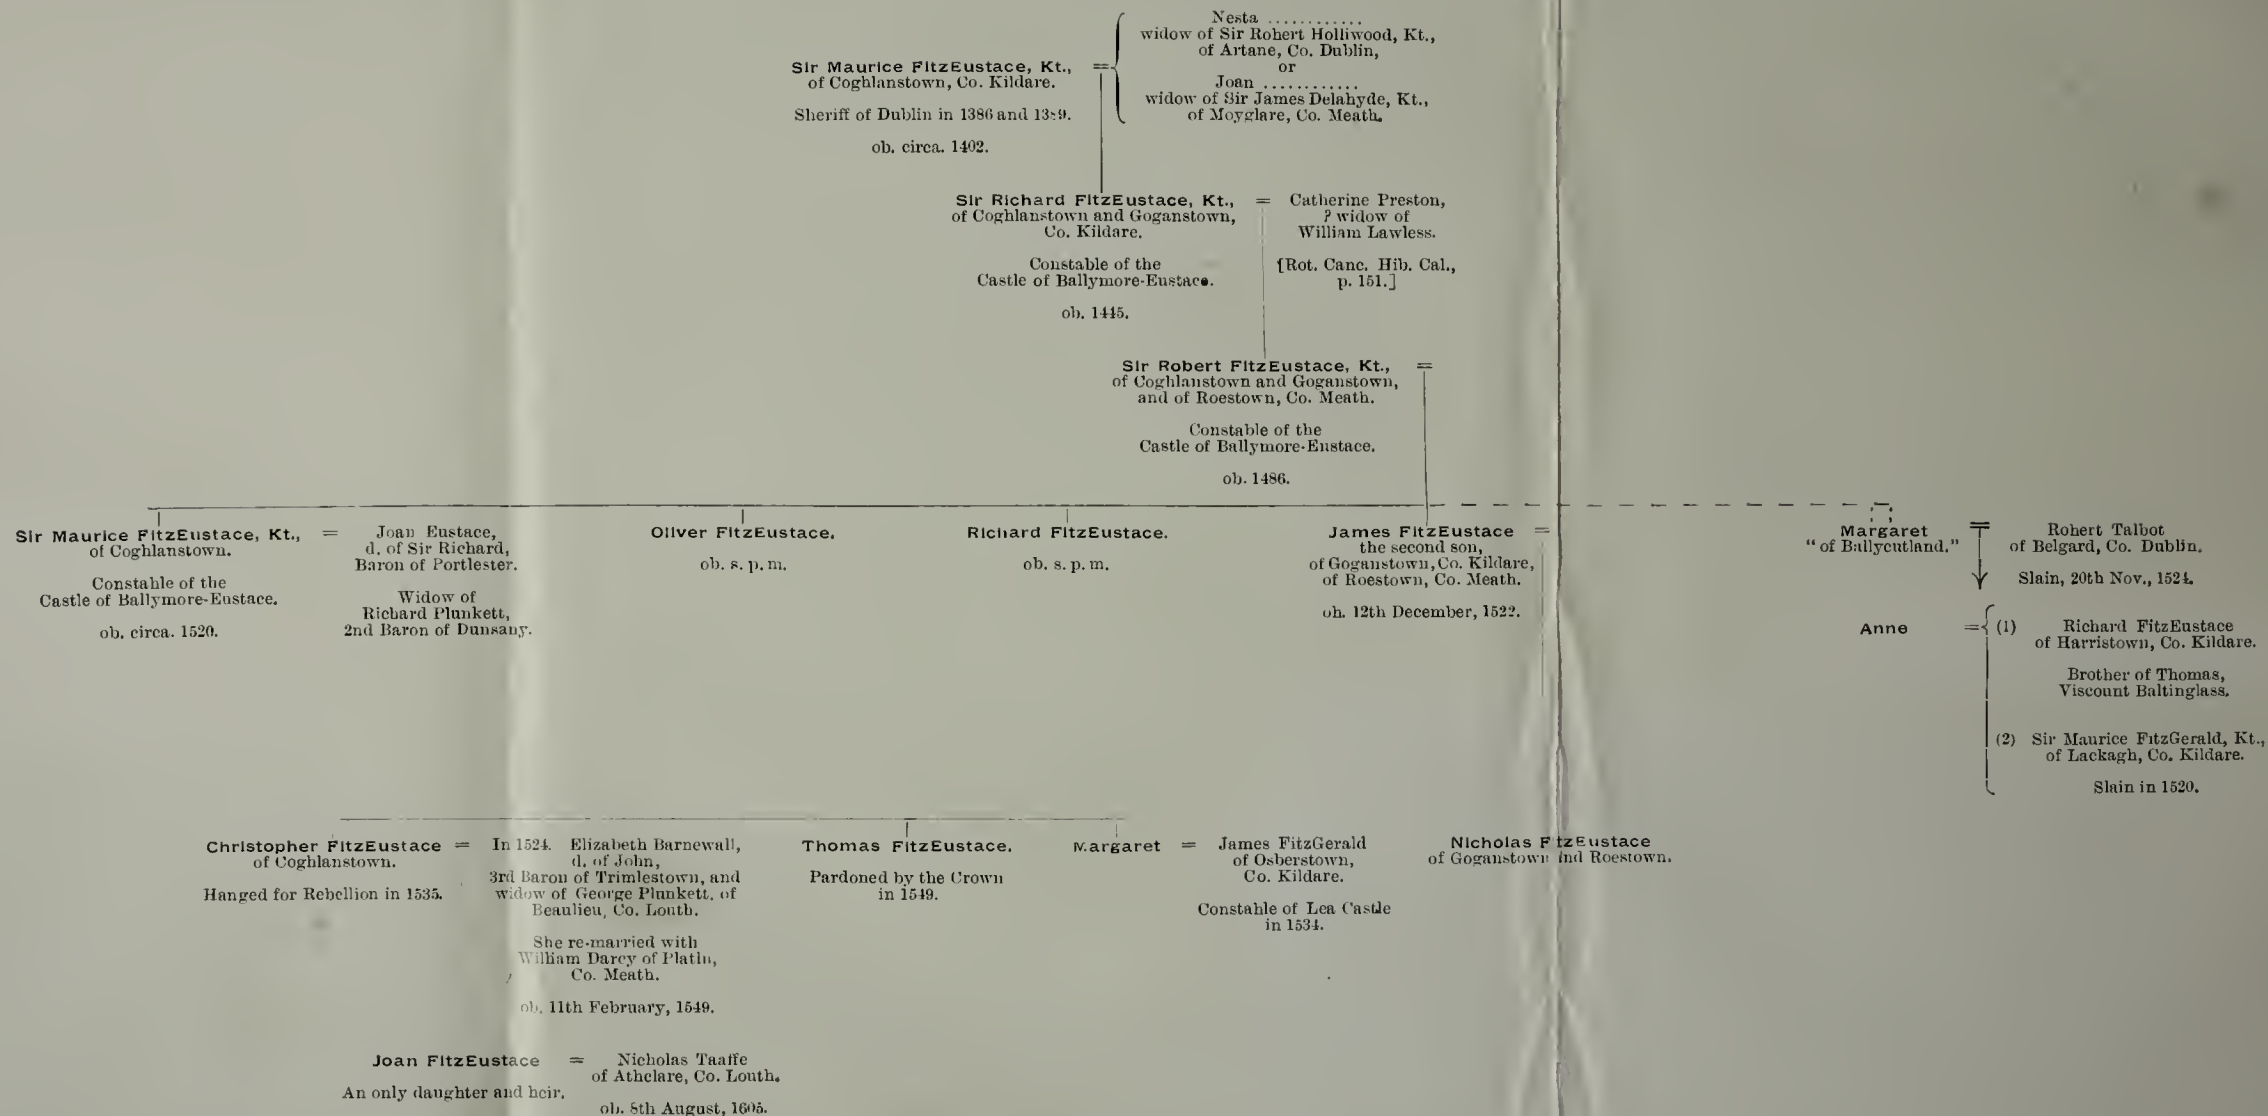 Nesta ............
widow of Sir Robert Holliwood, Kt.,
of Artane, Co. Dublin,
or
Joan ............
widow of Sir James Delahyde, Kt.,
of Moyglare, Co. Meath.
Sir Maurice FitzEustace, Kt., =
of Coghlanstown, Co. Kildare.
Sheriff of Dublin in 1386 and 1389.
ob. circa. 1402.
Sir Richard FitzEustace, Kt., =
of Coghlanstown and Goganstown,
Co. Kildare.
Constable of the
Castle of Ballymore-Eustace.
ob. 1445.
Catherine Preston,
? widow of
William Lawless.
[Rot. Canc. Hib. Cal.,
p. 151.]
Sir Robert FitzEustace, Kt., =
of Coghlanstown and Goganstown,
and of Roestown, Co. Meath.
Constable of the
Castle of Ballymore-Eustace.
ob. 1486.
Sir Maurice FitzEustace, Kt., =
of Coghlanstown.
Constable of the
Castle of Ballymore-Eustace.
ob. circa. 1520.
Joan Eustace,
d. of Sir Richard,
Baron of Portlester.
Widow of
Richard Plunkett,
2nd Baron of Dunsany.
Oliver FitzEustace.
ob. s. p. m.
Richard FitzEustace.
ob. s. p. m.
James FitzEustace =
the second son,
of Goganstown, Co. Kildare,
of Roestown, Co. Meath.
ob. 12th December, 1522.
Margaret =
"of Ballycutland."
Robert Talbot
of Belgard, Co. Dublin.
Slain, 20th Nov., 1524.
Anne =
(1) Richard FitzEustace
of Harristown, Co. Kildare.
Brother of Thomas,
Viscount Baltinglass.
(2) Sir Maurice FitzGerald, Kt.,
of Lackagh, Co. Kildare.
Slain in 1520.
Christopher FitzEustace =
of Coghlanstown.
Hanged for Rebellion in 1535.
In 1524. Elizabeth Barnewall,
d. of John,
3rd Baron of Trimlestown, and
widow of George Plunkett, of
Beaulieu, Co. Louth.
She re-married with
William Darcy of Platin,
Co. Meath.
ob. 11th February, 1549.
Thomas FitzEustace.
Pardoned by the Crown
in 1549.
Margaret =
James FitzGerald
of Osberstown,
Co. Kildare.
Constable of Lea Castle
in 1534.
Nicholas FitzEustace
of Goganstown and Roestown.
Joan FitzEustace =
An only daughter and heir.
Nicholas Taaffe
of Athclare, Co. Louth.
ob. 8th August, 1605.